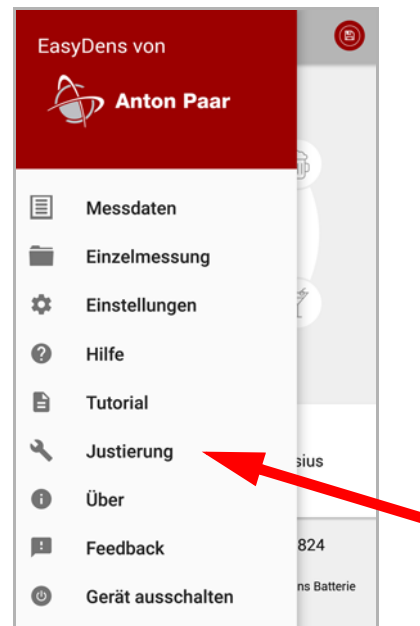 EasyDens von
Anton Paar
Messdaten
Einzelmessung
Einstellungen
Hilfe
Tutorial
Justierung
sius
Über
Feedback
824
ns Batterie
Gerät ausschalten